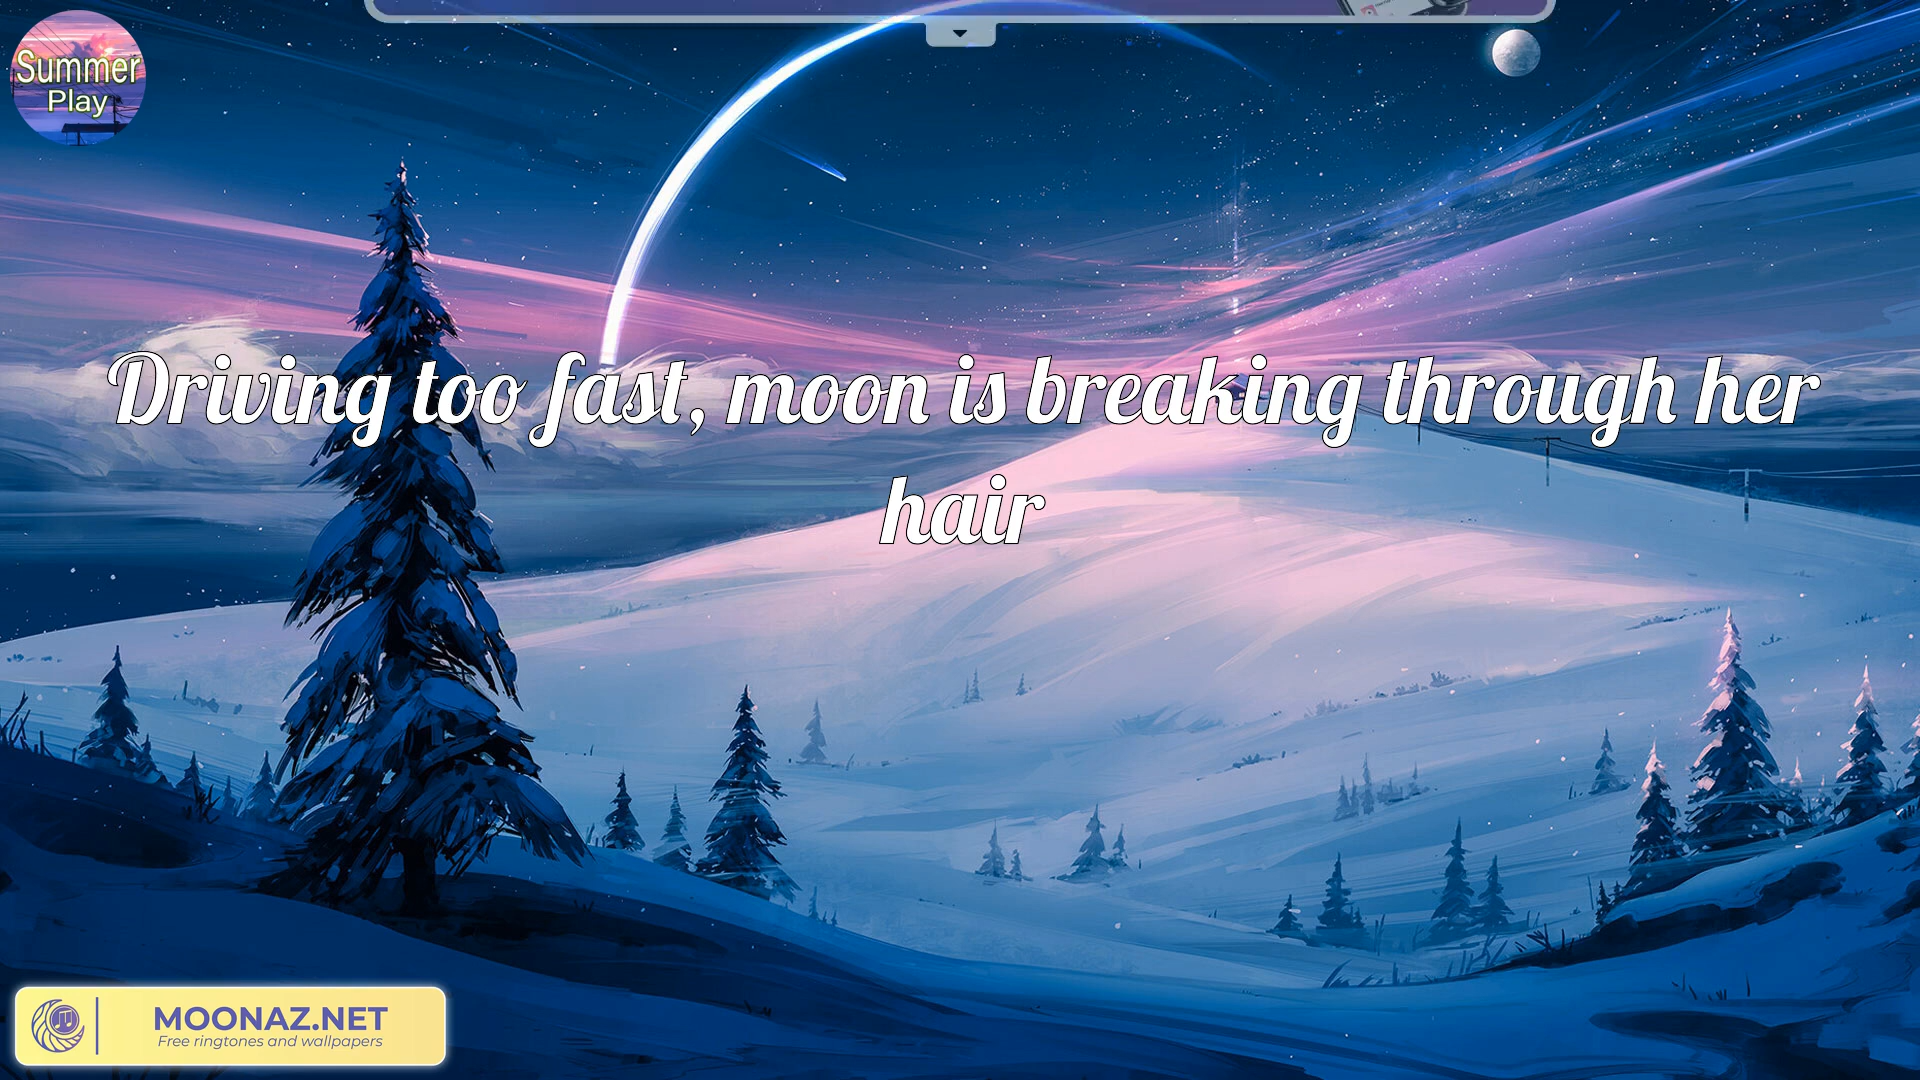 Summer
Play
Driving too fast, moon is breaking through her
hair
MOONAZ.NET
Free ringtones and wallpapers